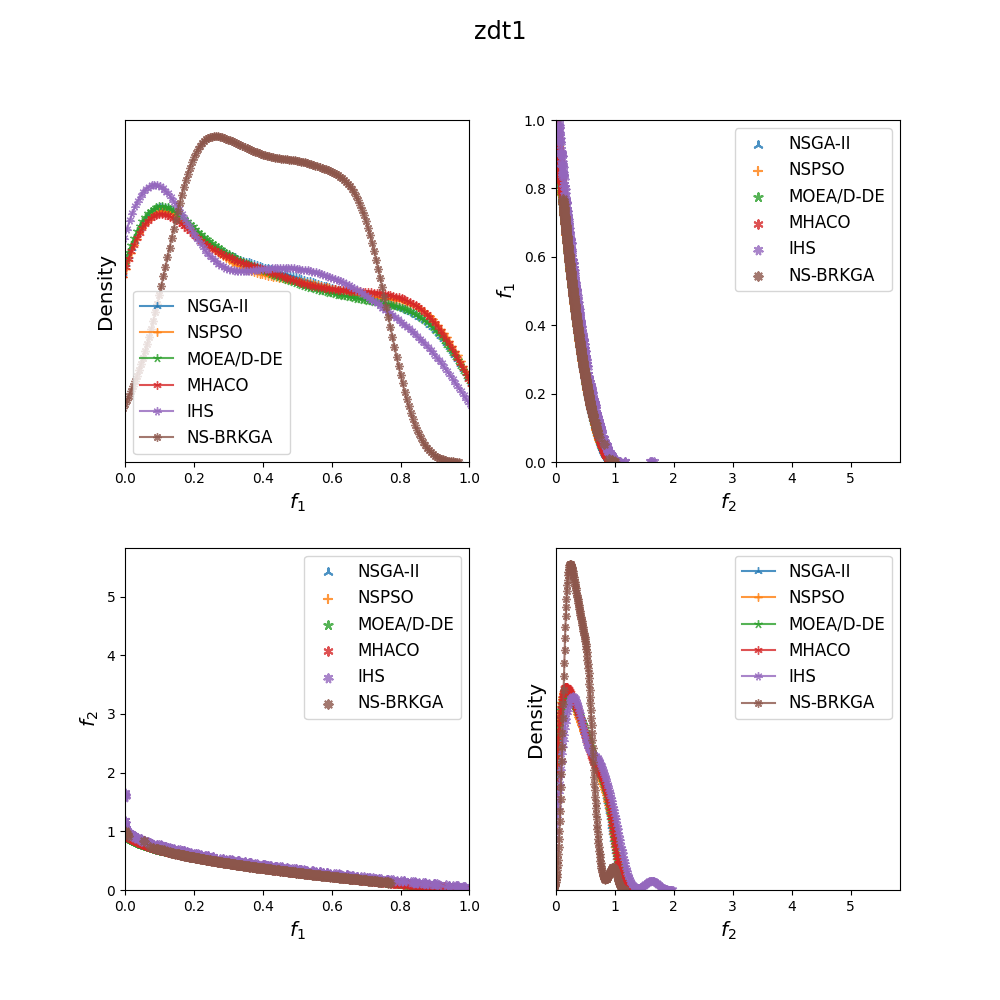 zdt1
Density
NSGA-II
NSPSO
MOEA/D-DE
MHACO
IHS
NS-BRKGA
0.0 0.2 0.4 0.6 0.8 1.0
f₁
f₁
1.0
0.8
0.6
0.4
0.2
0.0
NSGA-II
NSPSO
MOEA/D-DE
MHACO
IHS
NS-BRKGA
0 1 2 3 4 5
f₂
f₂
5
4
3
2
1
0
NSGA-II
NSPSO
MOEA/D-DE
MHACO
IHS
NS-BRKGA
0.0 0.2 0.4 0.6 0.8 1.0
f₁
Density
NSGA-II
NSPSO
MOEA/D-DE
MHACO
IHS
NS-BRKGA
0 1 2 3 4 5
f₂